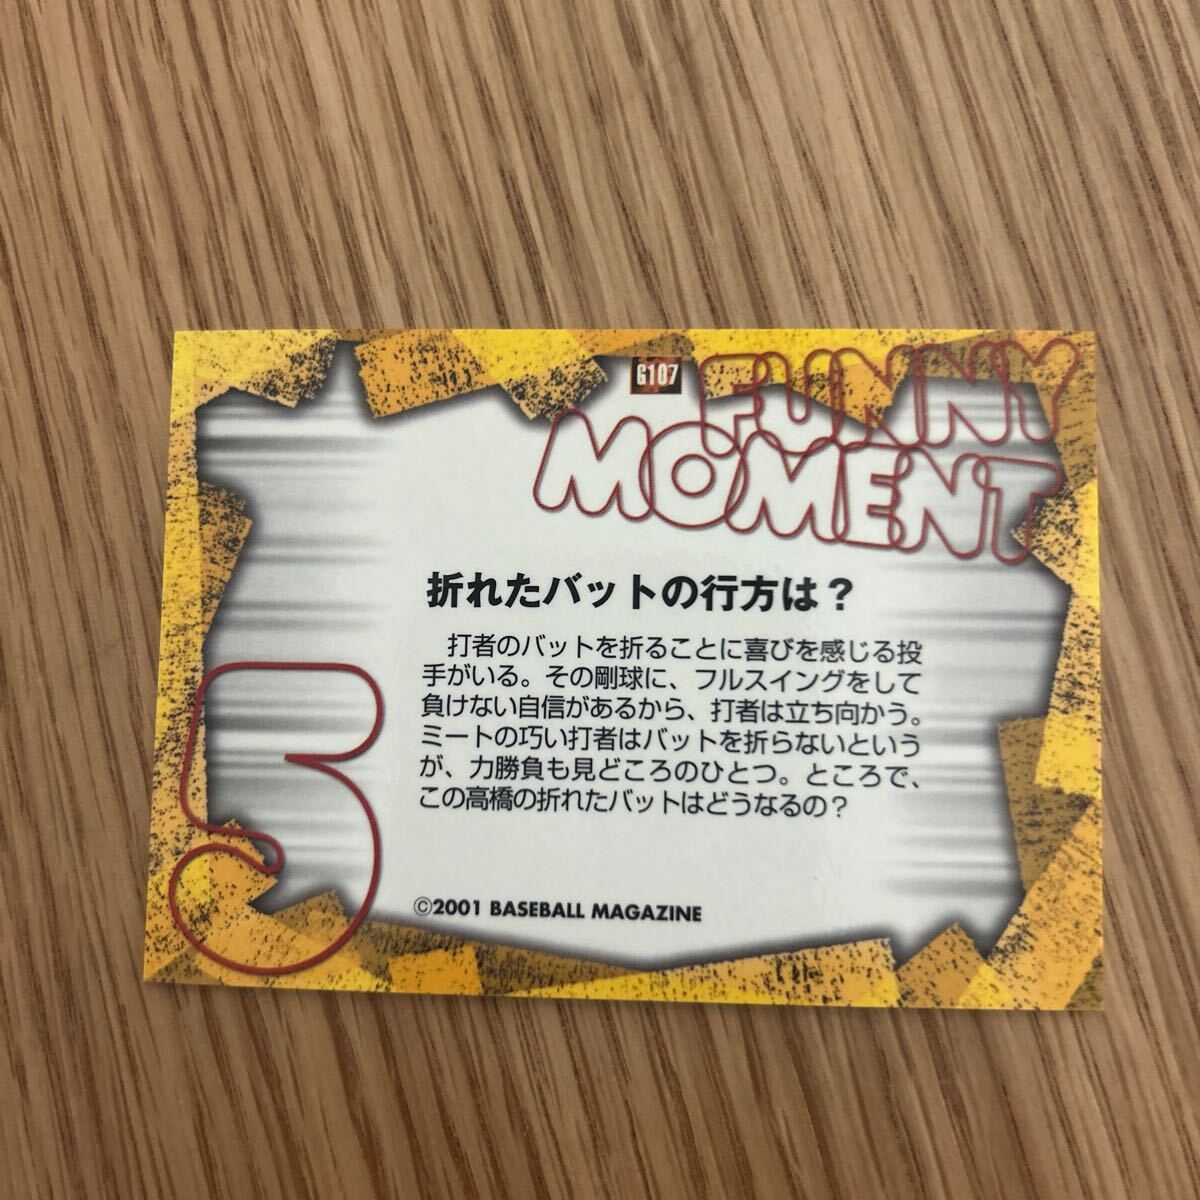 G107
FUNNY
MOMENT
折れたバットの行方は？
打者のバットを折ることに喜びを感じる投
手がいる。その剛球に、フルスイングをして
負けない自信があるから、打者は立ち向かう。
ミートの巧い打者はバットを折らないという
が、力勝負も見どころのひとつ。ところで、
この高橋の折れたバットはどうなるの？
5
©2001 BASEBALL MAGAZINE